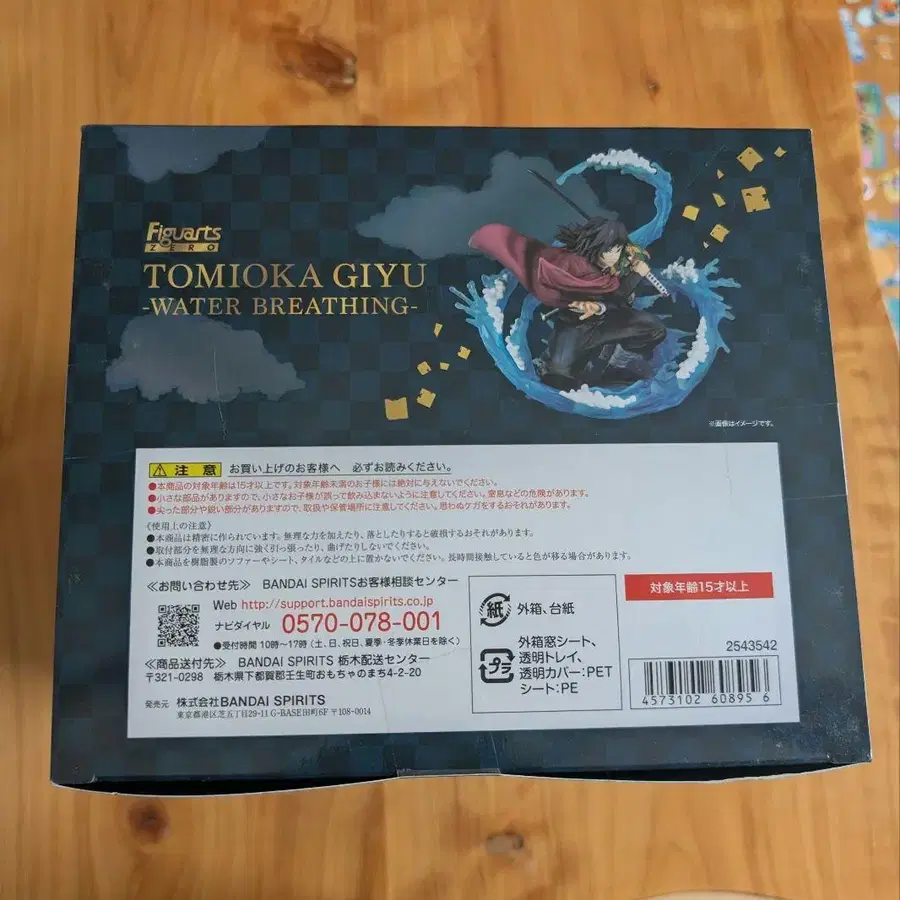 Figuarts
ZERO
TOMIOKA GIYU
-WATER BREATHING-
※画像はイメージです。
注意 お買い上げのお客様へ 必ずお読みください。
●本商品の対象年齢は15才以上です。対象年齢未満のお子様には絶対に与えないでください。
●小さな部品がありますので、小さなお子様が誤って飲み込まないように注意してください。窒息などの危険があります。
●尖った部分や鋭い部分がありますので、取扱や保管場所に注意してください。思わぬケガをするおそれがあります。
《使用上の注意》
●本商品は精密に作られています。無理な力を加えたり、落としたりすると破損するおそれがあります。
●取付部分を無理な方向に強く引っ張ったり、曲げたりしないでください。
●本商品を樹脂製のソファーやシート、タイルなどの上に置かないでください。長時間接触していると色が移る場合があります。
≪お問い合わせ先≫ BANDAI SPIRITSお客様相談センター
Web http://support.bandaispirits.co.jp
ナビダイヤル 0570-078-001
●受付時間 10時〜17時(土、日、祝日、夏季・冬季休業日を除く)
≪商品送付先≫ BANDAI SPIRITS 栃木配送センター
〒321-0298 栃木県下都賀郡壬生町おもちゃのまち4-2-20
発売元 株式会社BANDAI SPIRITS
東京都港区芝五丁目29-11 G-BASE田町6F 〒108-0014
紙 外箱、台紙
プラ 外箱窓シート、
透明トレイ、
透明カバー:PET
シート:PE
対象年齢15才以上
2543542
4573102 608956